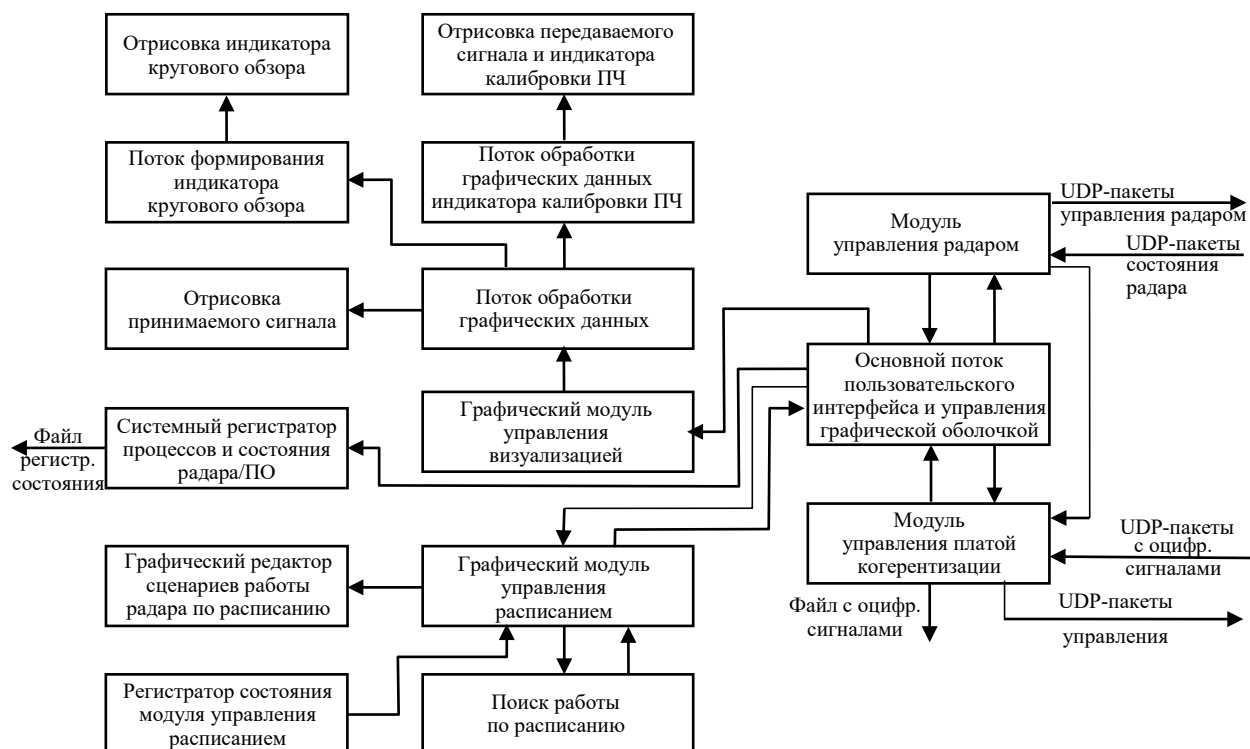 Отрисовка индикатора
кругового обзора
Отрисовка передаваемого
сигнала и индикатора
калибровки ПЧ
Поток формирования
индикатора
кругового обзора
Поток обработки
графических данных
индикатора калибровки ПЧ
Модуль
управления радаром
UDP-пакеты
управления радаром
UDP-пакеты
состояния
радара
Отрисовка
принимаемого сигнала
Поток обработки
графических данных
Основной поток
пользовательского
интерфейса и управления
графической оболочкой
Файл
регистр.
состояния
Системный регистратор
процессов и состояния
радара/ПО
Графический модуль
управления
визуализацией
Модуль
управления платой
когерентизации
UDP-пакеты
с оцифр.
сигналами
Графический редактор
сценариев работы
радара по расписанию
Графический модуль
управления
расписанием
Файл с оцифр.
сигналами
UDP-пакеты
управления
Регистратор состояния
модуля управления
расписанием
Поиск работы
по расписанию